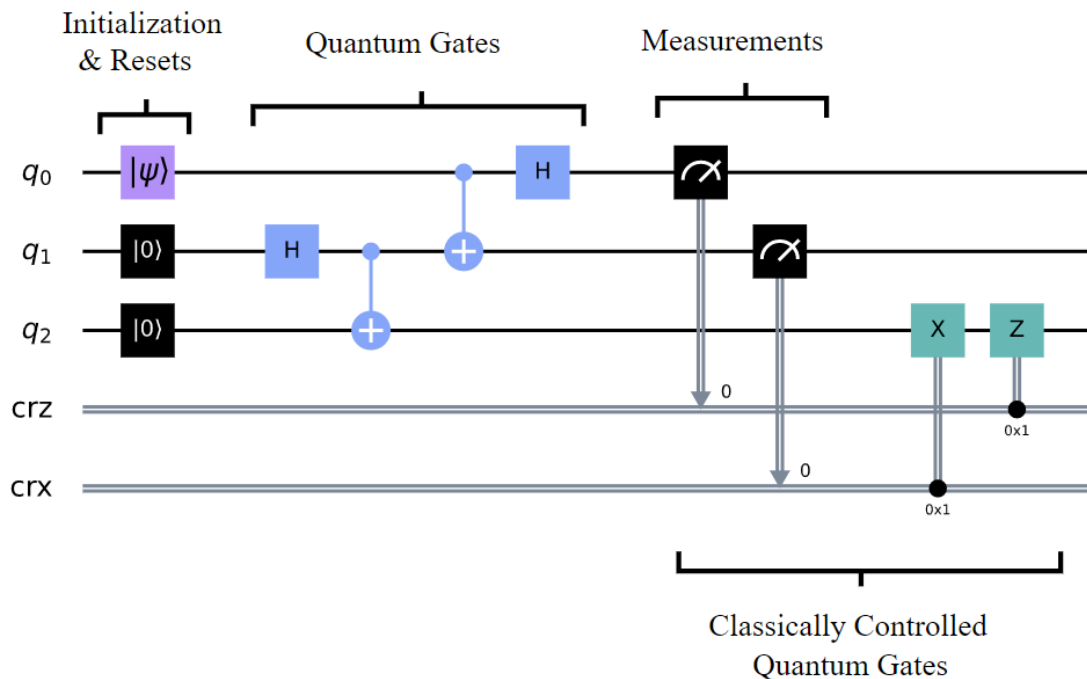 Initialization
& Resets
Quantum Gates
Measurements
q₀
|ψ⟩
H
q₁
|0⟩
H
q₂
|0⟩
X
Z
crz
0
0x1
crx
0
0x1
Classically Controlled
Quantum Gates